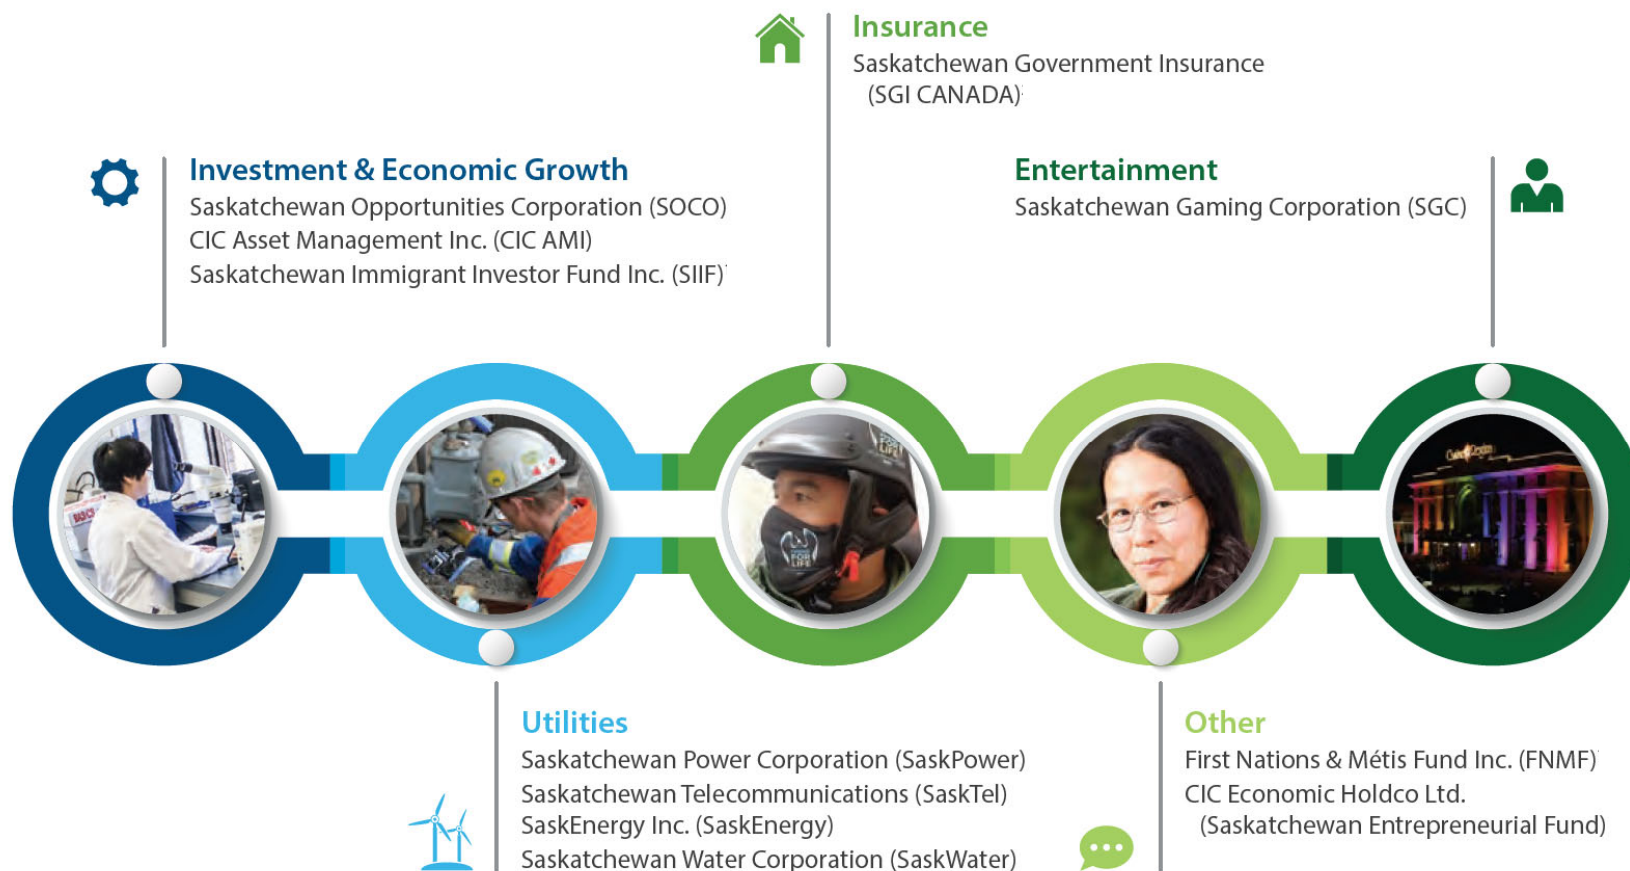 Insurance
Saskatchewan Government Insurance
(SGI CANADA)
Investment & Economic Growth
Saskatchewan Opportunities Corporation (SOCO)
CIC Asset Management Inc. (CIC AMI)
Saskatchewan Immigrant Investor Fund Inc. (SIIF)
Entertainment
Saskatchewan Gaming Corporation (SGC)
FOR
LIFE
Utilities
Saskatchewan Power Corporation (SaskPower)
Saskatchewan Telecommunications (SaskTel)
SaskEnergy Inc. (SaskEnergy)
Saskatchewan Water Corporation (SaskWater)
Other
First Nations & Métis Fund Inc. (FNMF)
CIC Economic Holdco Ltd.
(Saskatchewan Entrepreneurial Fund)